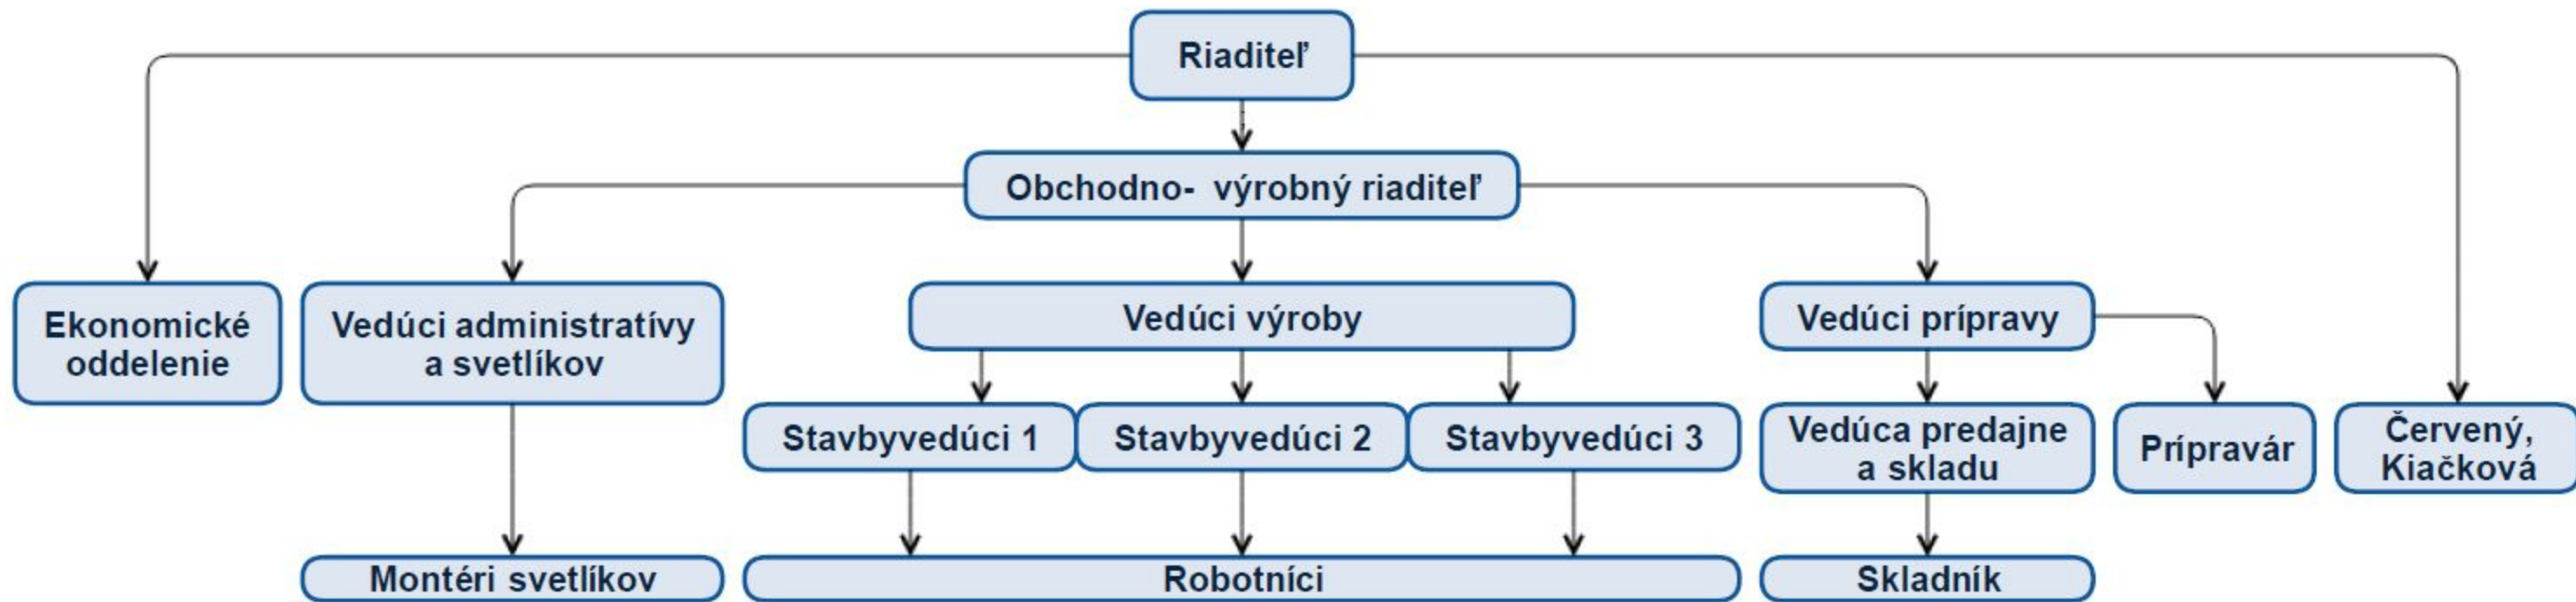 Riaditeľ
Obchodno-  výrobný riaditeľ
Ekonomické
oddelenie
Vedúci administratívy
a svetlíkov
Vedúci výroby
Vedúci prípravy
Stavbyvedúci 1
Stavbyvedúci 2
Stavbyvedúci 3
Vedúca predajne
a skladu
Prípravár
Červený,
Kiačková
Montéri svetlíkov
Robotníci
Skladník